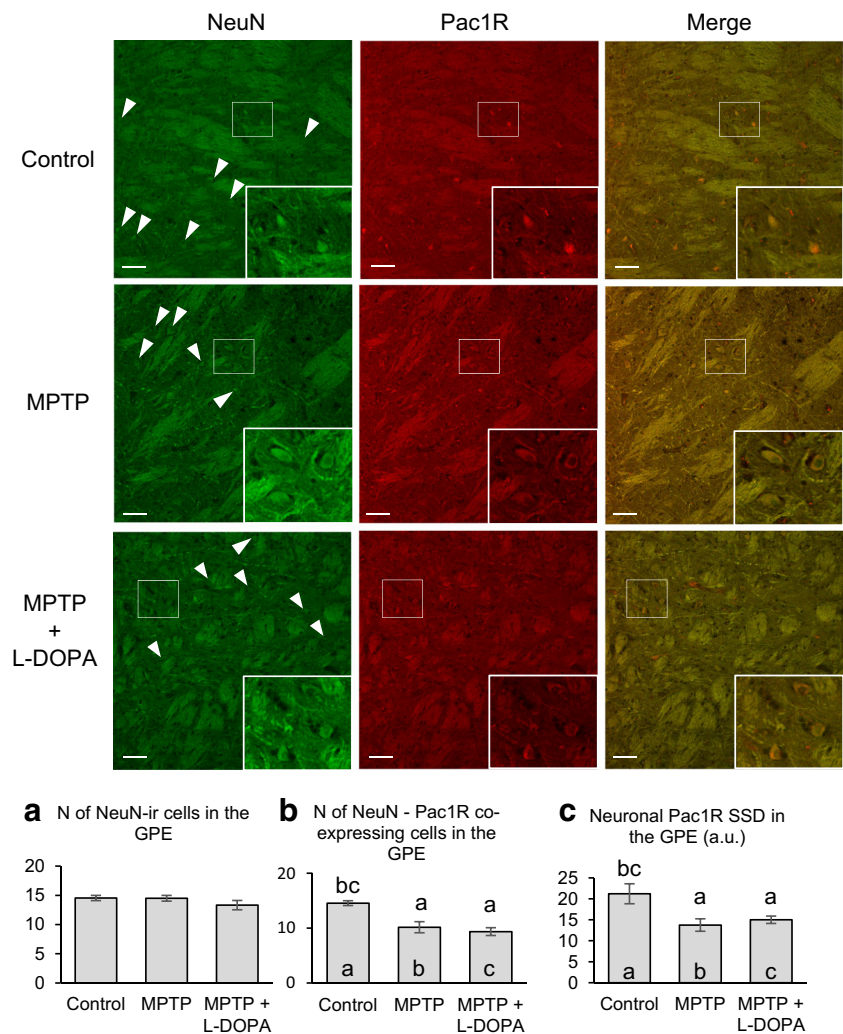 NeuN Pac1R Merge
Control
MPTP
MPTP
+
L-DOPA
a N of NeuN-ir cells in the
GPE
20
15
10
5
0
Control MPTP MPTP +
L-DOPA
b N of NeuN - Pac1R co-
expressing cells in the
GPE
20
10
0
bc a a
a b c
Control MPTP MPTP +
L-DOPA
c Neuronal Pac1R SSD in
the GPE (a.u.)
25
20
15
10
5
0
bc a a
a b c
Control MPTP MPTP +
L-DOPA